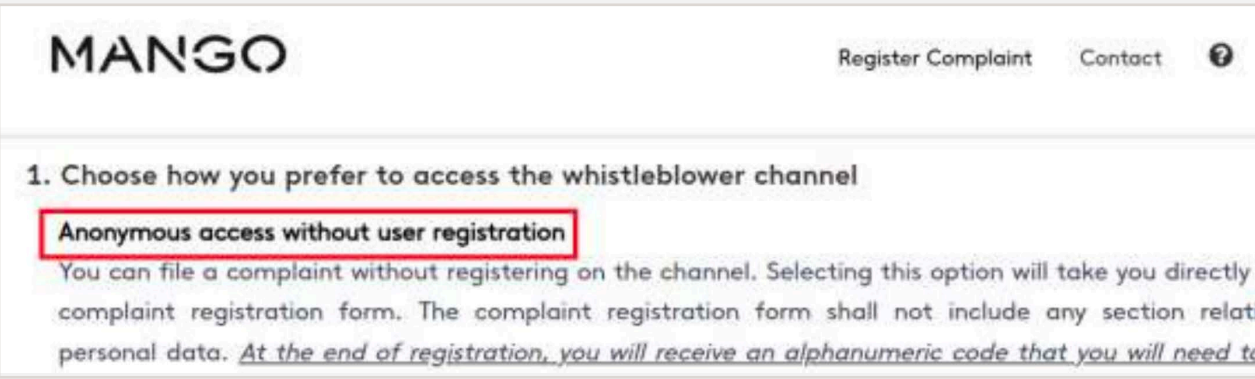 MANGO
Register Complaint Contact ?
1. Choose how you prefer to access the whistleblower channel
Anonymous access without user registration
You can file a complaint without registering on the channel. Selecting this option will take you directly
complaint registration form. The complaint registration form shall not include any section relati
personal data. At the end of registration, you will receive an alphanumeric code that you will need to